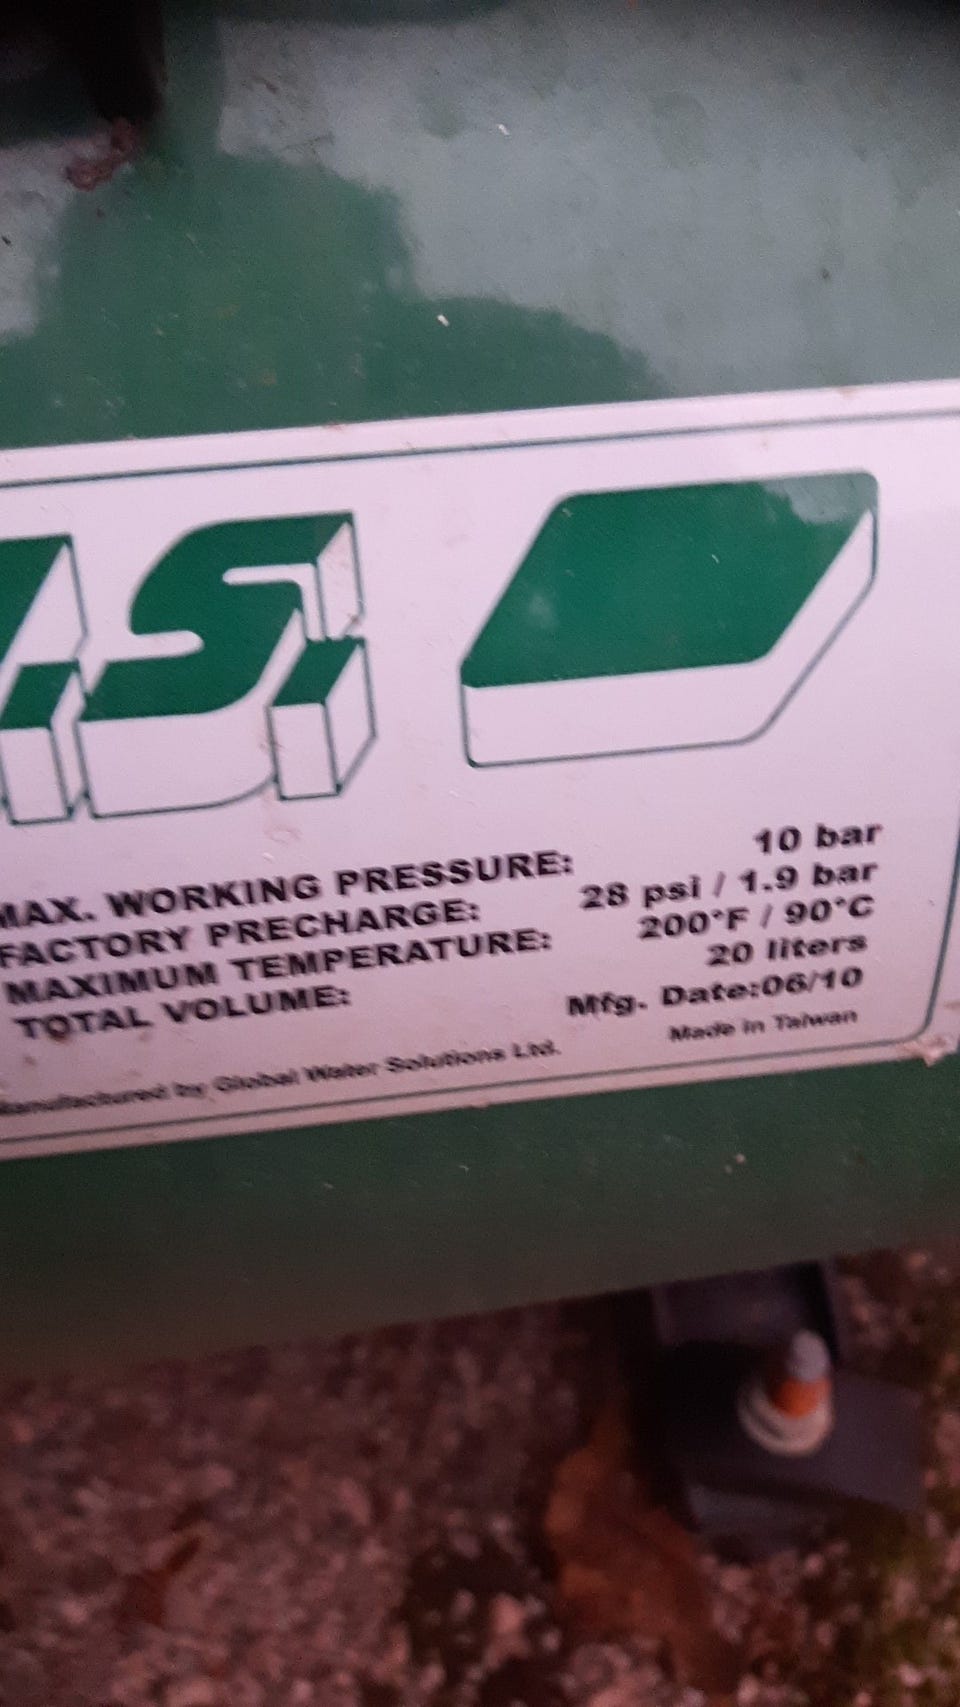 .S.
MAX. WORKING PRESSURE: 10 bar
FACTORY PRECHARGE: 28 psi / 1.9 bar
MAXIMUM TEMPERATURE: 200°F / 90°C
TOTAL VOLUME: 20 liters
Mfg. Date:06/10
Manufactured by Global Water Solutions Ltd. Made in Taiwan